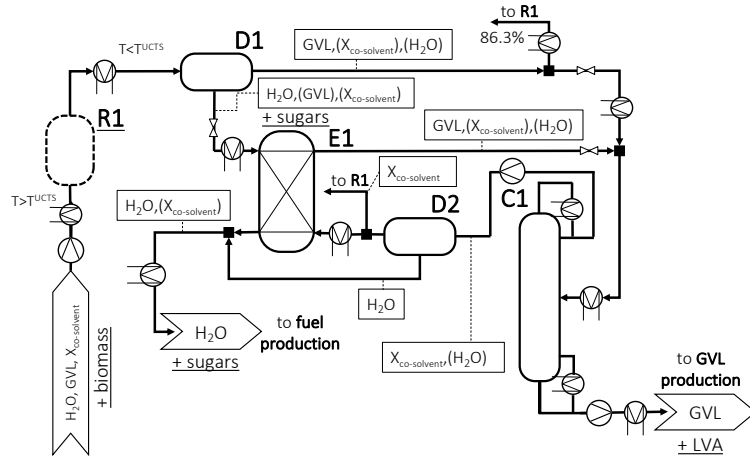 to R1
86.3%
T<T^UCTS
D1
GVL,(X_co-solvent),(H₂O)
H₂O,(GVL),(X_co-solvent)
+ sugars
R1
E1
GVL,(X_co-solvent),(H₂O)
T>T^UCTS
to R1
X_co-solvent
C1
H₂O,(X_co-solvent)
D2
H₂O
H₂O
+ sugars
to fuel
production
X_co-solvent,(H₂O)
H₂O, GVL, X_co-solvent
+ biomass
to GVL
production
GVL
+ LVA